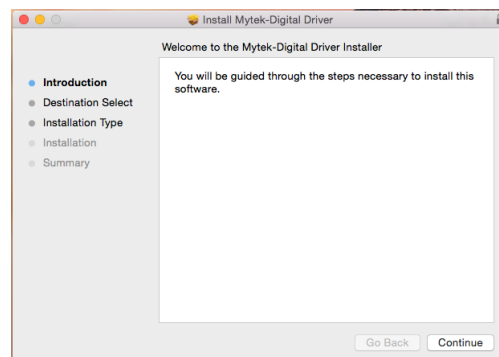 Install Mytek-Digital Driver
Welcome to the Mytek-Digital Driver Installer
Introduction
Destination Select
Installation Type
Installation
Summary
You will be guided through the steps necessary to install this
software.
Go Back
Continue